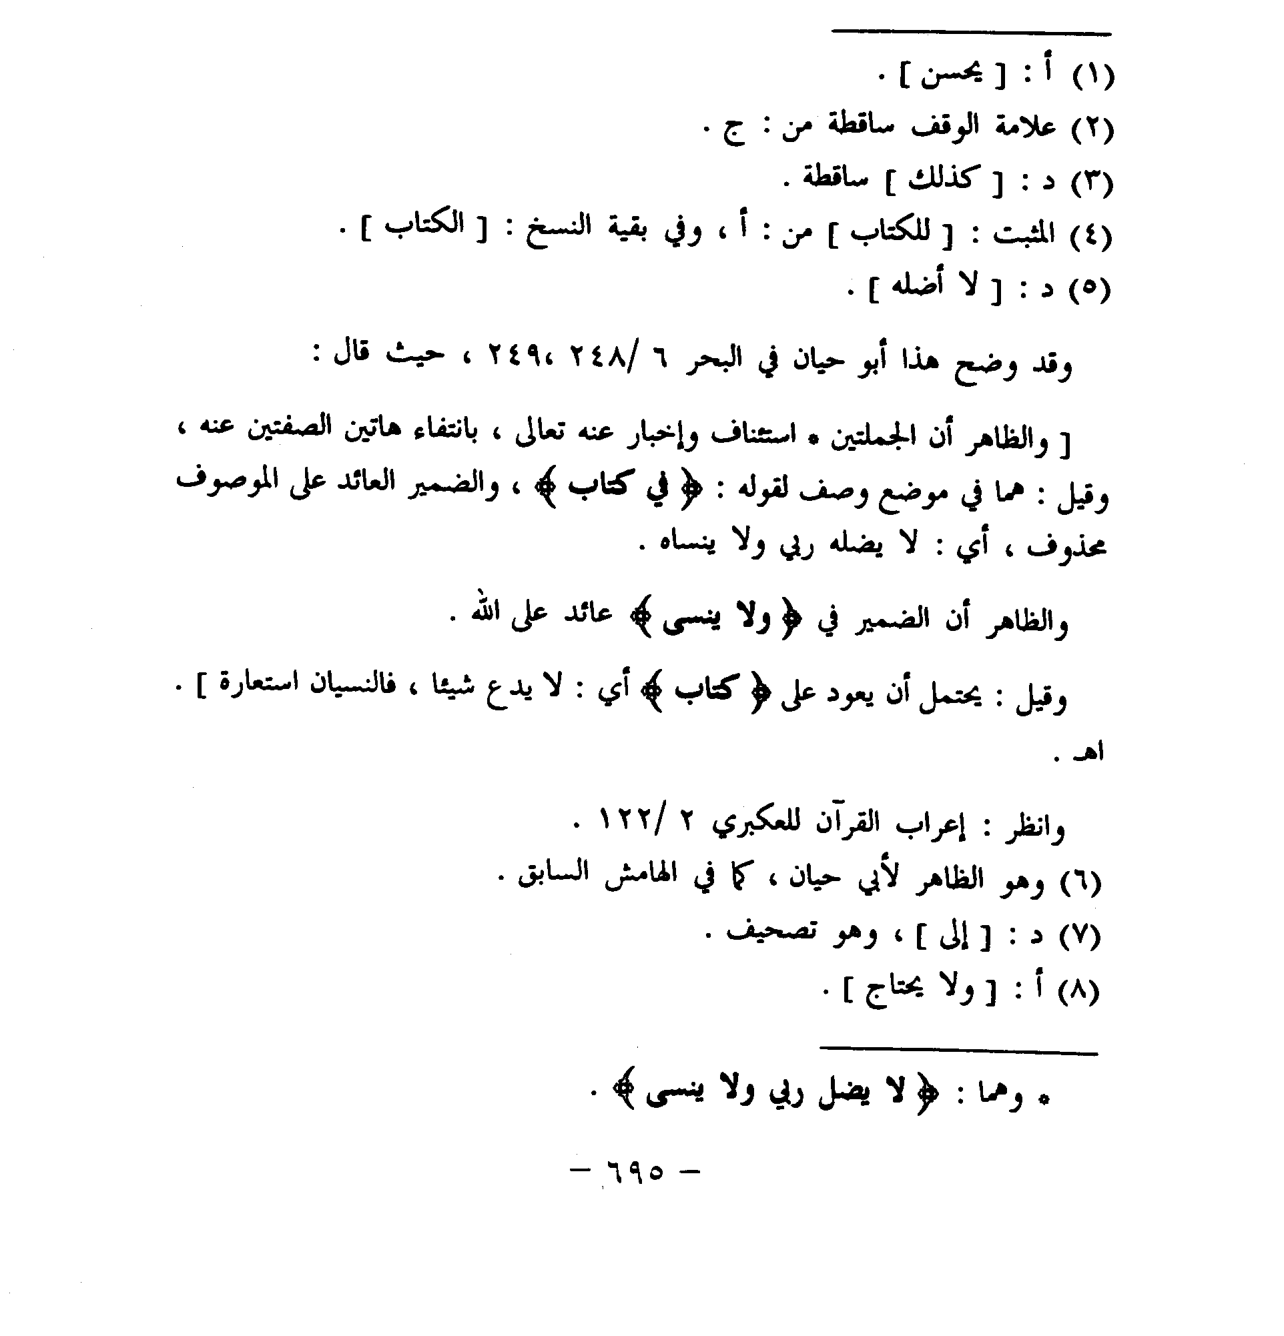 (١) أ : [ يحسن ] .
(٢) علامة الوقف ساقطة من : ج .
(٣) د : [ كذلك ] ساقطة .
(٤) المثبت : [ للكتاب ] من : أ ، وفي بقية النسخ : [ الكتاب ] .
(٥) د : [ لا أضله ] .
وقد وضح هذا أبو حيان في البحر ٦ /٢٤٨ ،٢٤٩ ، حيث قال :
[ والظاهر أن الجملتين * استئناف وإخبار عنه تعالى ، بانتفاء هاتين الصفتين عنه ،
وقيل : هما في موضع وصف لقوله : ﴿ في كتاب ﴾ ، والضمير العائد على الموصوف
محذوف ، أي : لا يضله ربي ولا ينساه .
والظاهر أن الضمير في ﴿ ولا ينسى ﴾ عائد على الله .
وقيل : يحتمل أن يعود على ﴿ كتاب ﴾ أي : لا يدع شيئا ، فالنسيان استعارة ] .
اهـ .
وانظر : إعراب القرآن للعكبري ٢ /١٢٢ .
(٦) وهو الظاهر لأبي حيان ، كما في الهامش السابق .
(٧) د : [ إلى ] ، وهو تصحيف .
(٨) أ : [ ولا يحتاج ] .
* وهما : ﴿ لا يضل ربي ولا ينسى ﴾ .
– ٦٩٥ –